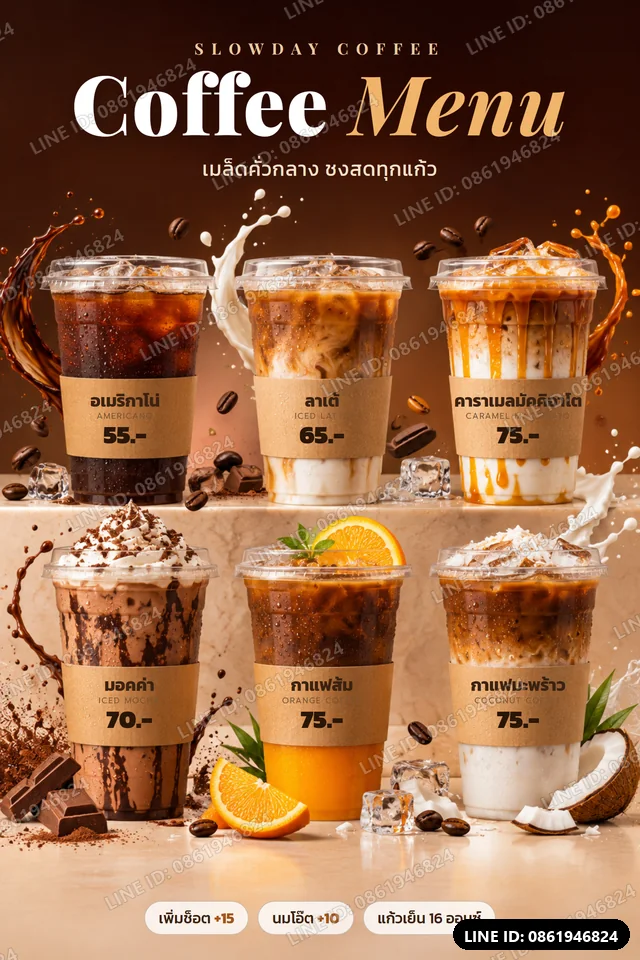 SLOWDAY COFFEE
Coffee Menu
เมล็ดคั่วกลาง ชงสดทุกแก้ว
อเมริกาโน่
AMERICANO
55.-
ลาเต้
ICED LATTE
65.-
คาราเมลมัคคิอาโต
CARAMEL MACCHIATO
75.-
มอคค่า
ICED MOCHA
70.-
กาแฟส้ม
ORANGE COFFEE
75.-
กาแฟมะพร้าว
COCONUT COFFEE
75.-
เพิ่มช็อต +15
นมโอ๊ต +10
แก้วเย็น 16 ออนซ์
LINE ID: 0861946824